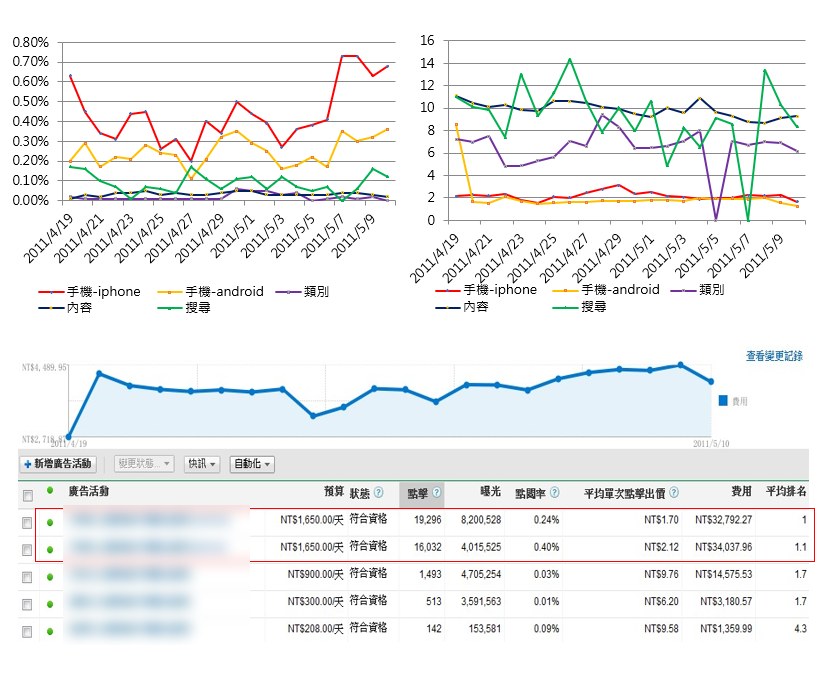 0.80%
0.70%
0.60%
0.50%
0.40%
0.30%
0.20%
0.10%
0.00%
2011/4/19
2011/4/21
2011/4/23
2011/4/25
2011/4/27
2011/4/29
2011/5/1
2011/5/3
2011/5/5
2011/5/7
2011/5/9
手機-iphone
手機-android
類別
內容
搜尋
16
14
12
10
8
6
4
2
0
2011/4/19
2011/4/21
2011/4/23
2011/4/25
2011/4/27
2011/4/29
2011/5/1
2011/5/3
2011/5/5
2011/5/7
2011/5/9
手機-iphone
手機-android
類別
內容
搜尋
查看變更記錄
NT$4,489.95
費用
2011/4/19
2011/5/10
+ 新增廣告活動 變更狀態... 快訊 自動化
廣告活動 預算 狀態 點擊 曝光 點閱率 平均單次點擊出價 費用 平均排名
NT$1,650.00/天 符合資格 19,296 8,200,528 0.24% NT$1.70 NT$32,792.27 1
NT$1,650.00/天 符合資格 16,032 4,015,525 0.40% NT$2.12 NT$34,037.96 1.1
NT$900.00/天 符合資格 1,493 4,705,254 0.03% NT$9.76 NT$14,575.53 1.7
NT$300.00/天 符合資格 513 3,591,563 0.01% NT$6.20 NT$3,180.57 1.7
NT$208.00/天 符合資格 142 153,581 0.09% NT$9.58 NT$1,359.99 4.3